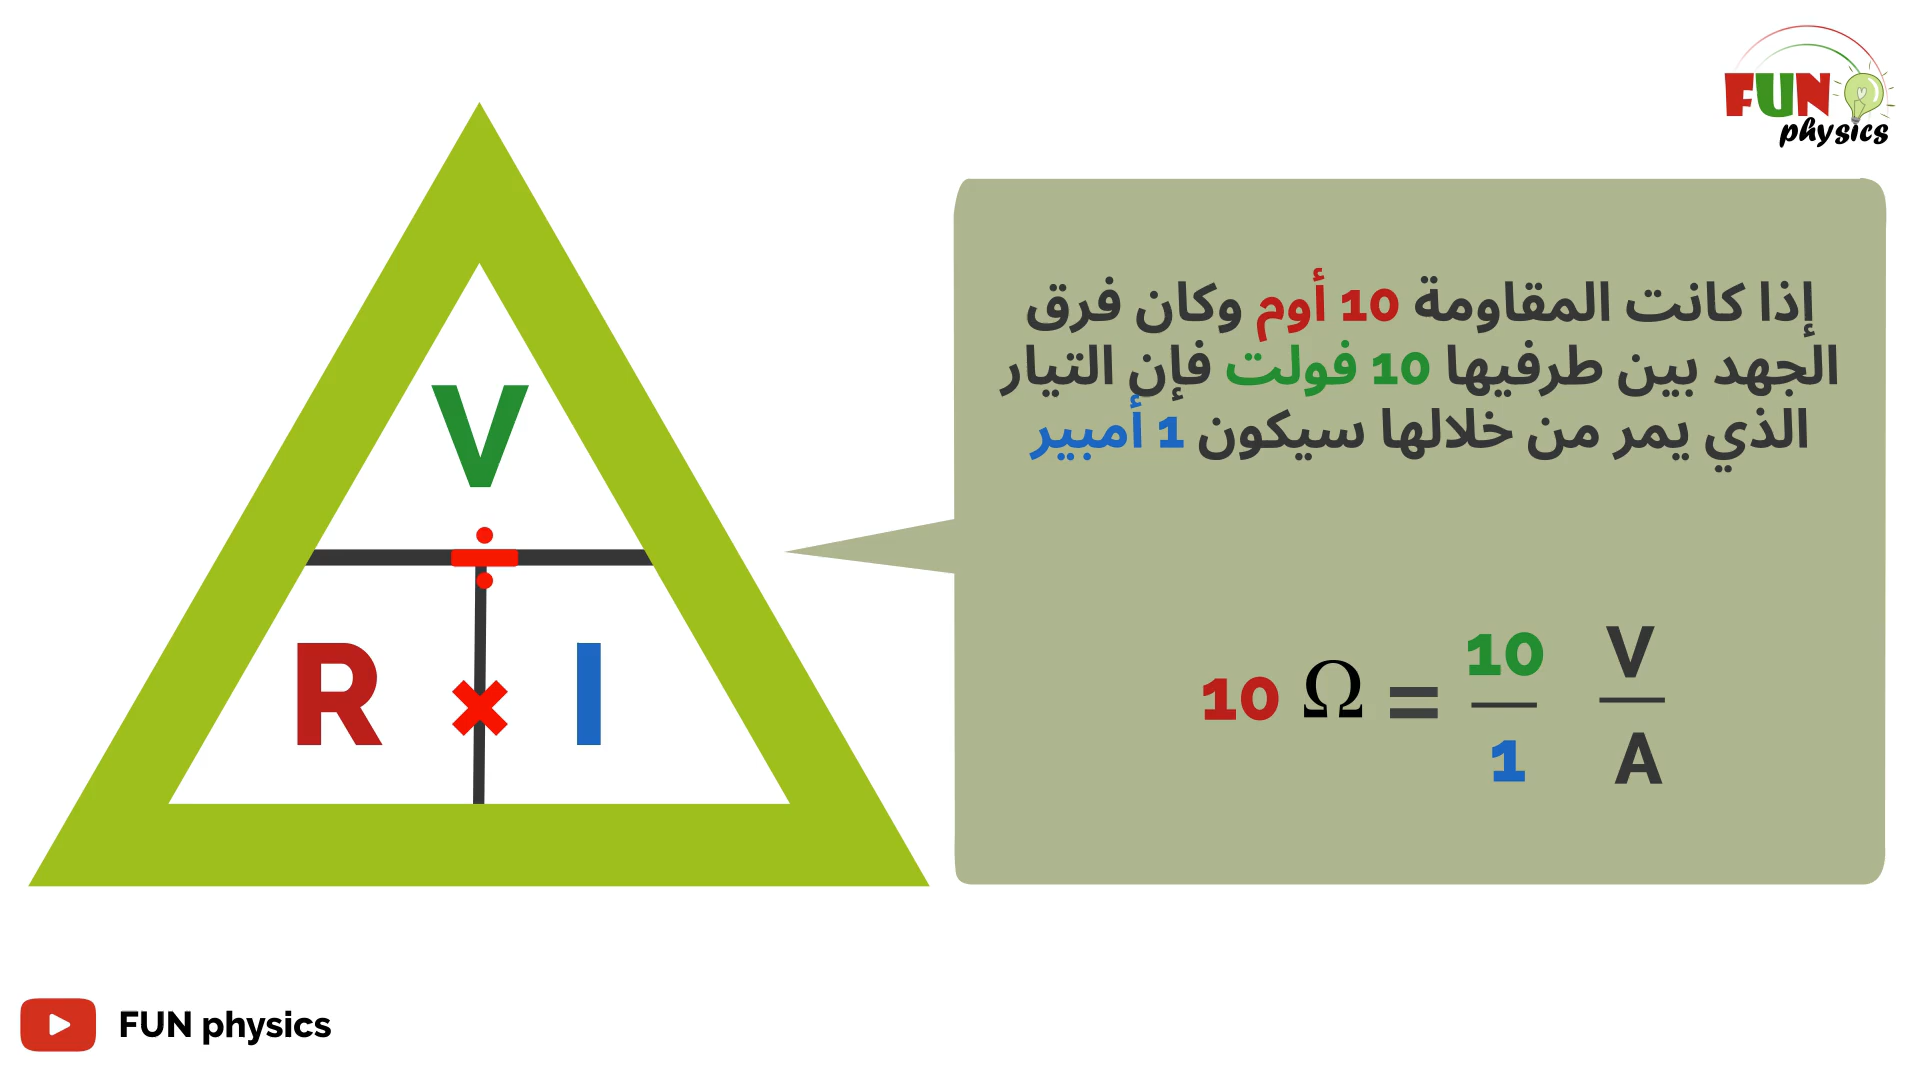 FUN
physics
إذا كانت المقاومة 10 أوم وكان فرق
الجهد بين طرفيها 10 فولت فإن التيار
الذي يمر من خلالها سيكون 1 أمبير
V
÷
R × I
10 Ω = 10/1 V/A
FUN physics